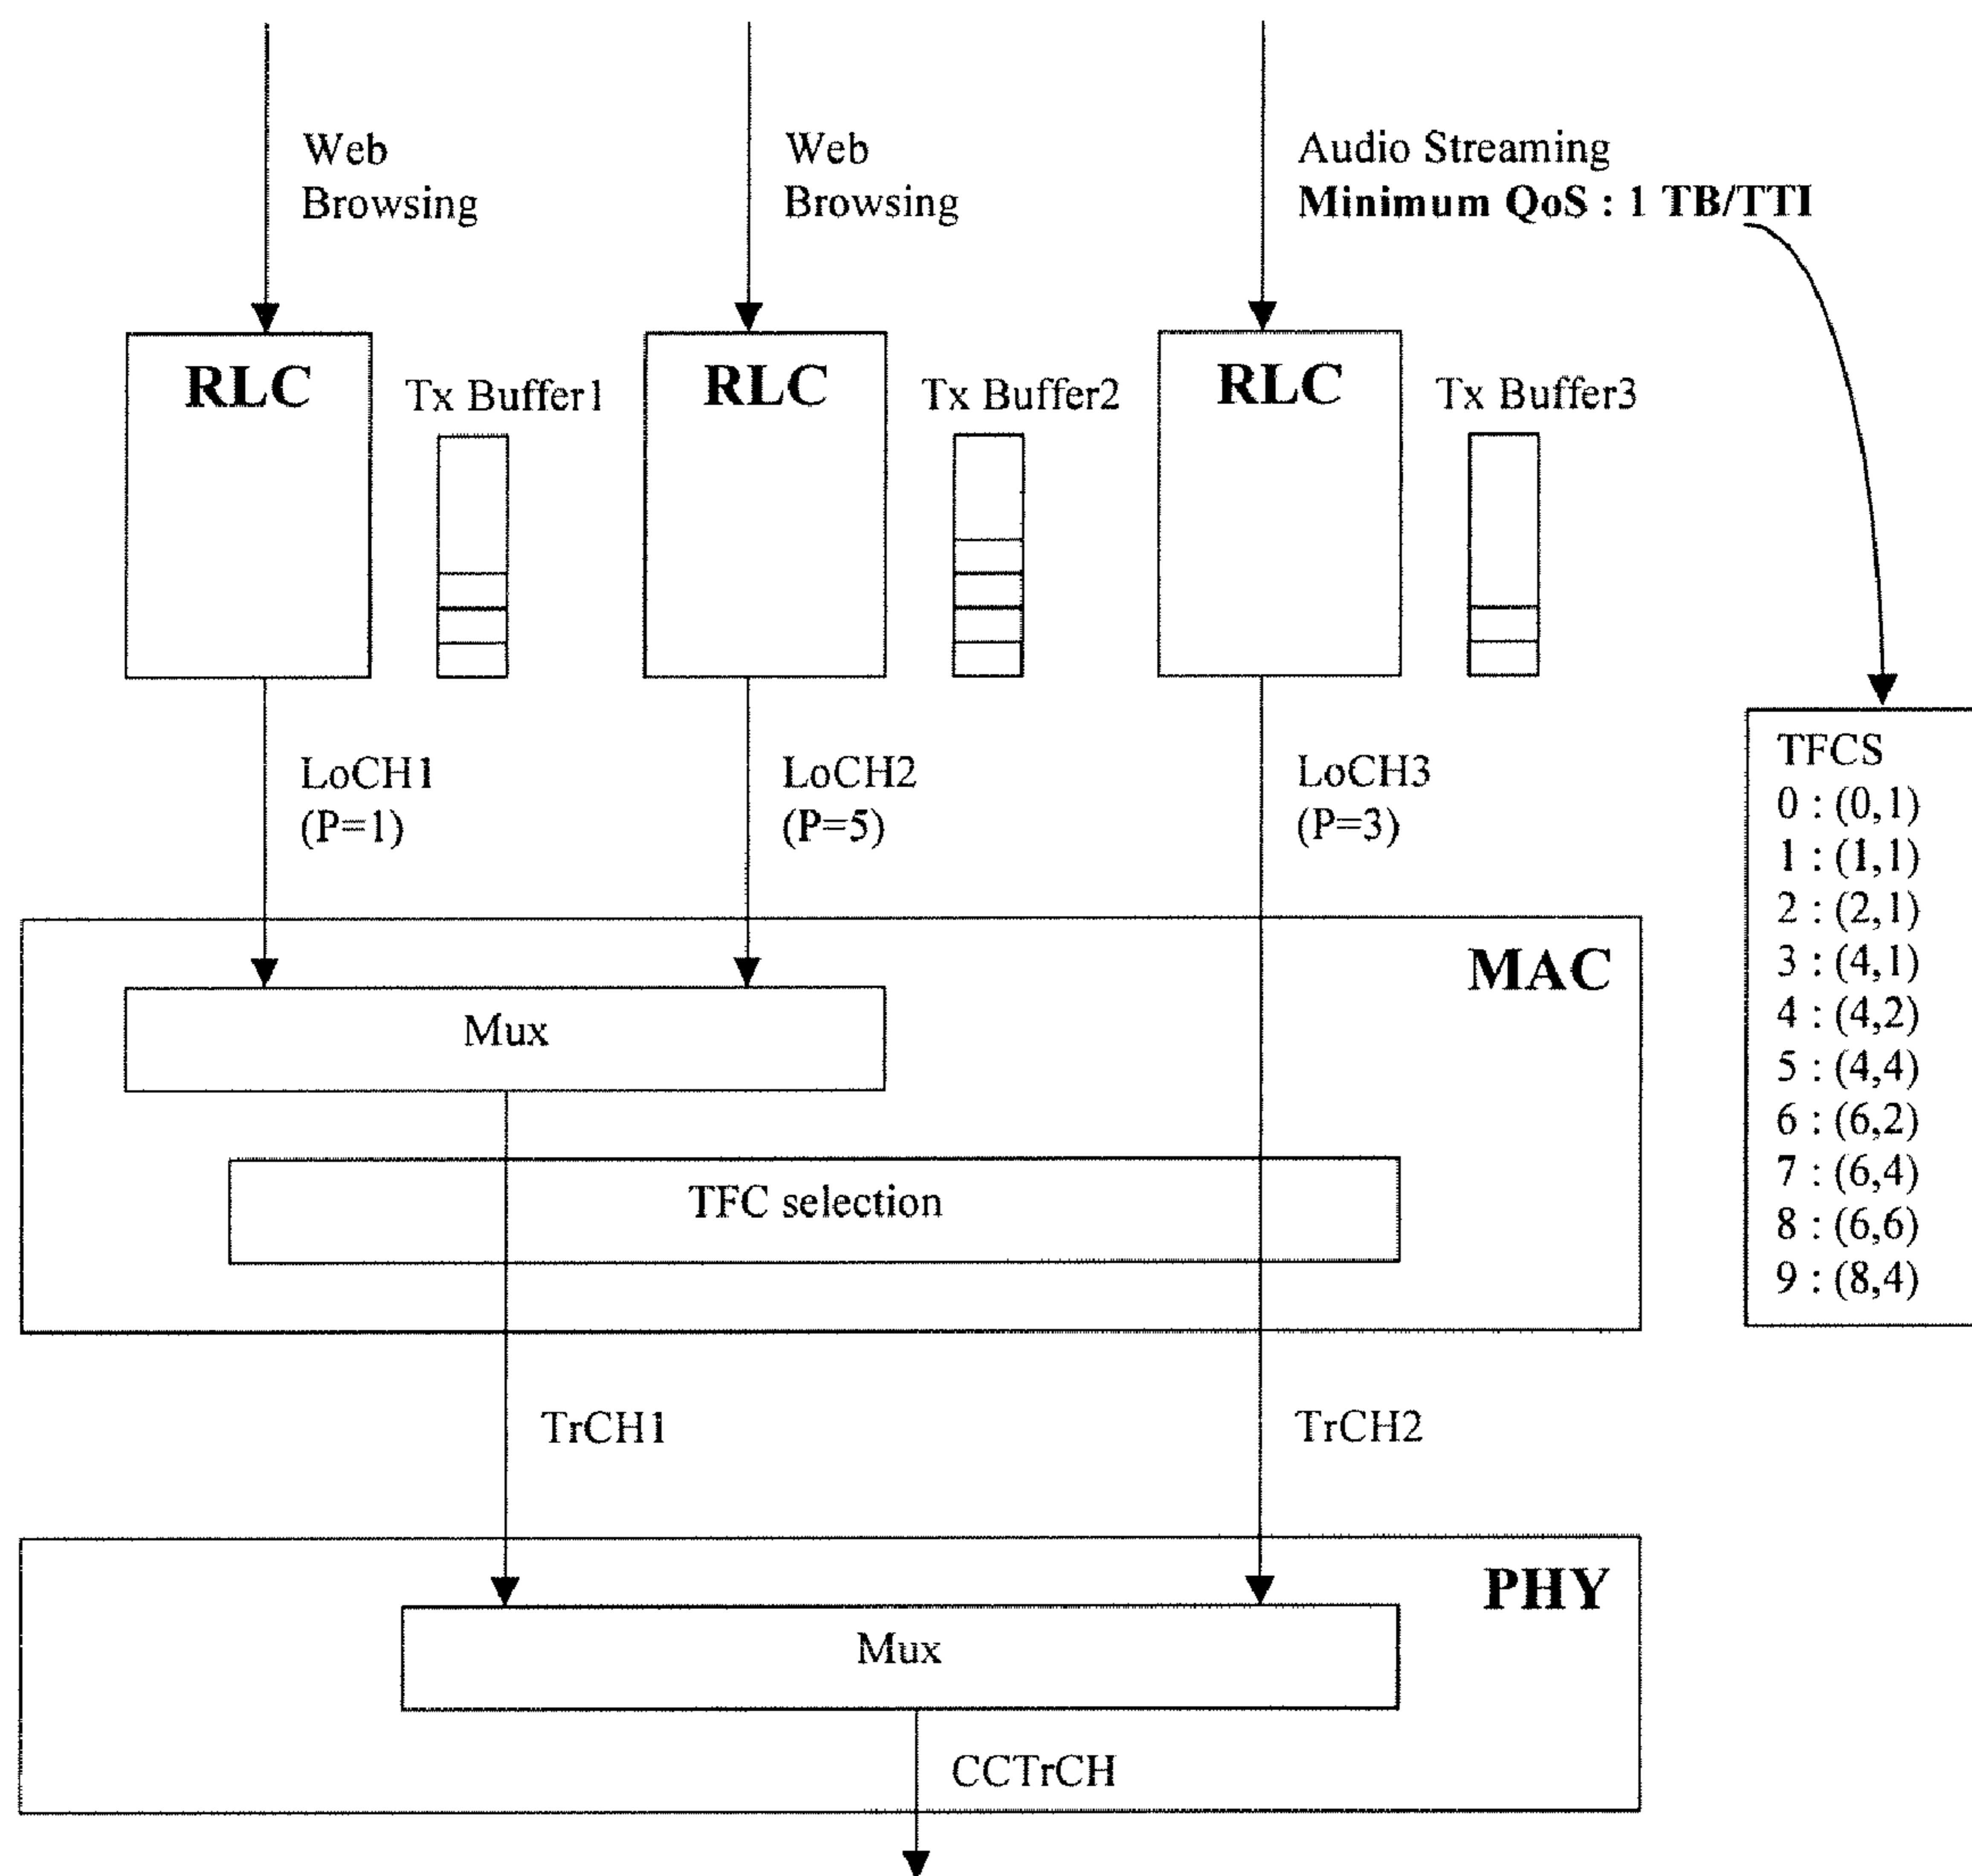 Web
Browsing
Web
Browsing
Audio Streaming
Minimum QoS : 1 TB/TTI
RLC
Tx Buffer1
RLC
Tx Buffer2
RLC
Tx Buffer3
LoCH1
(P=1)
LoCH2
(P=5)
LoCH3
(P=3)
TFCS
0 : (0,1)
1 : (1,1)
2 : (2,1)
3 : (4,1)
4 : (4,2)
5 : (4,4)
6 : (6,2)
7 : (6,4)
8 : (6,6)
9 : (8,4)
MAC
Mux
TFC selection
TrCH1
TrCH2
PHY
Mux
CCTrCH